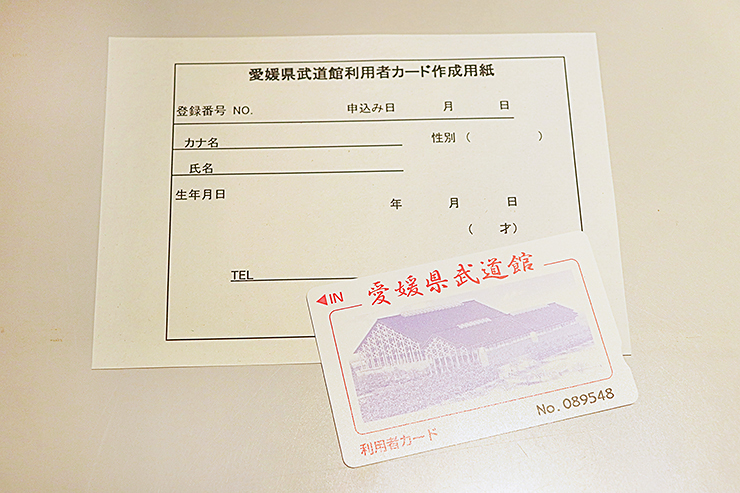 愛媛県武道館利用者カード作成用紙
登録番号 NO. 申込み日 月 日
カナ名 性別 ( )
氏名
生年月日 年 月 日
( 才)
TEL
◀IN 愛媛県武道館
No. 089548
利用者カード